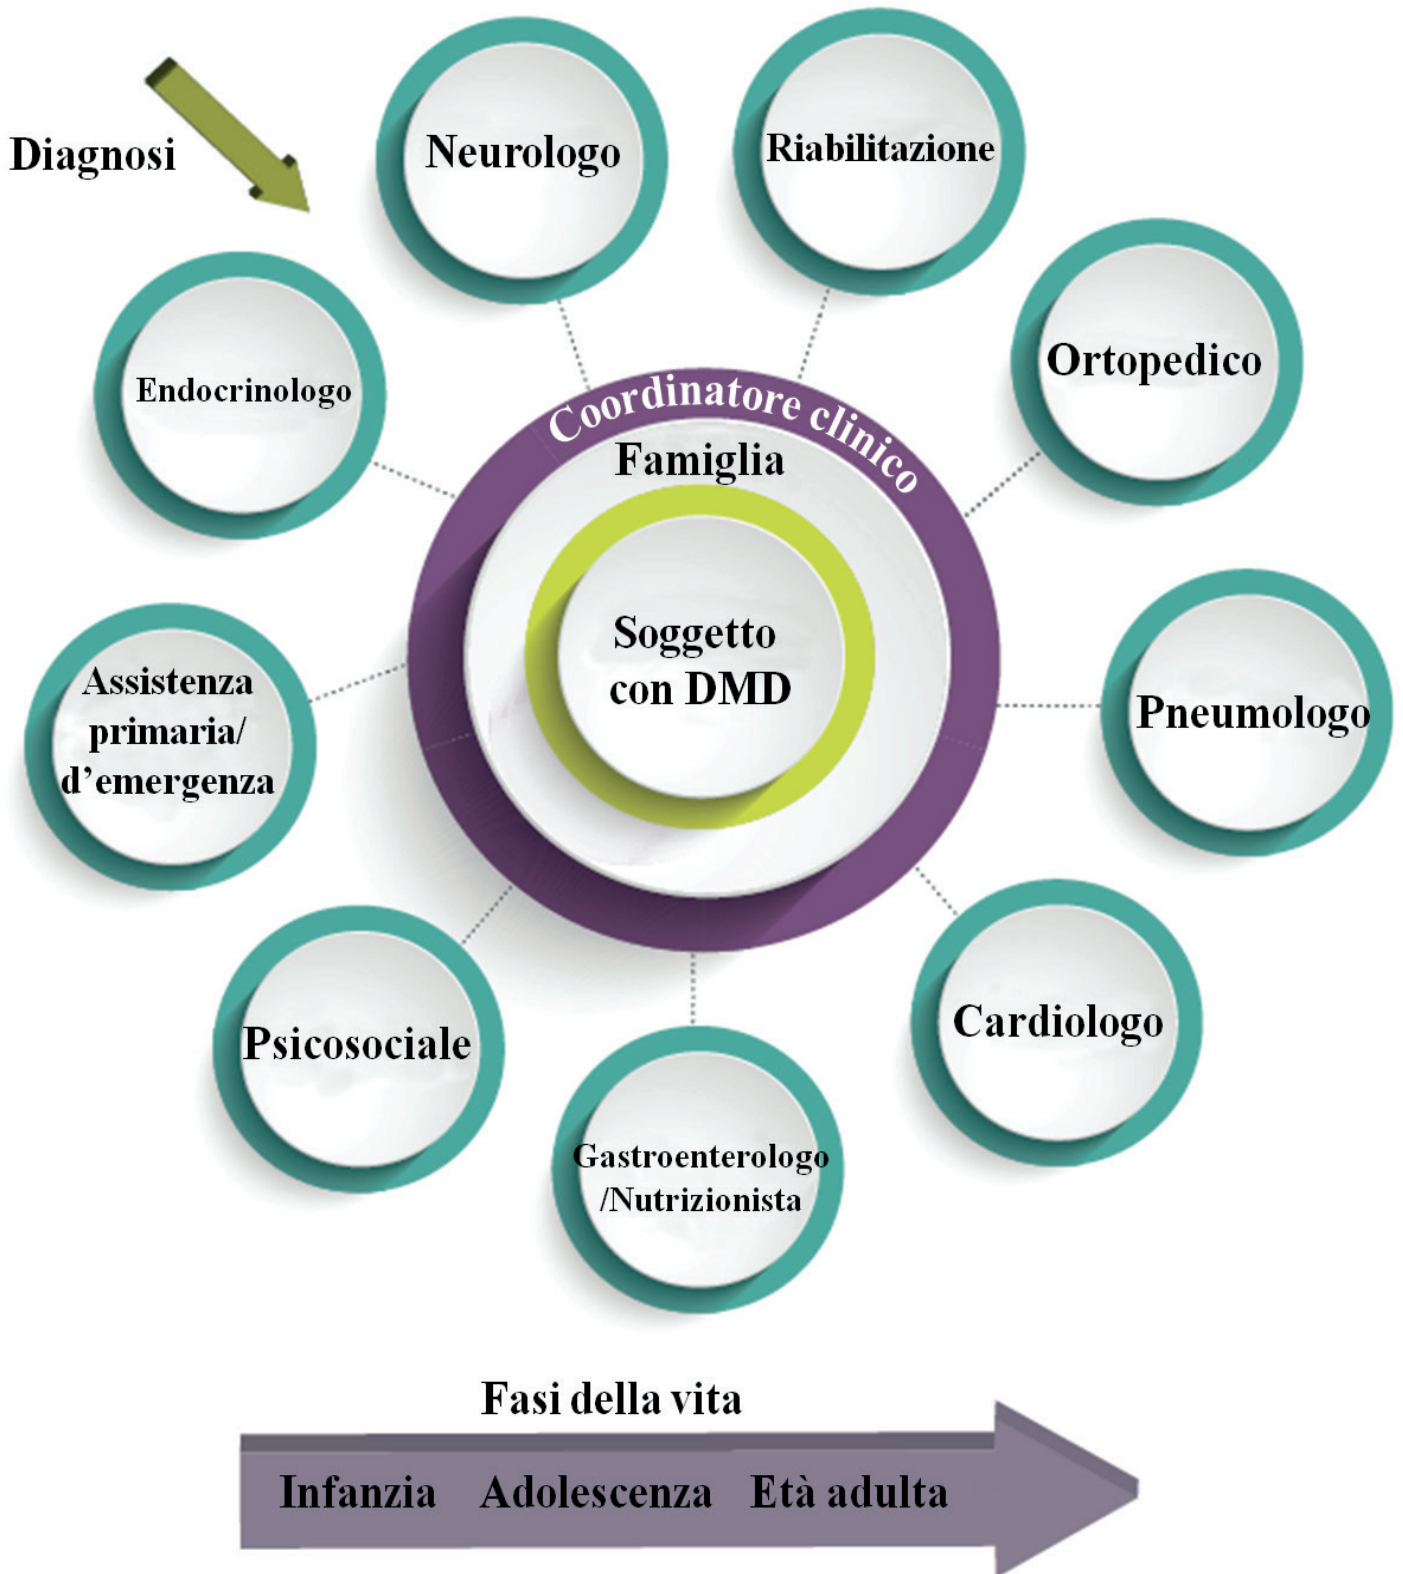 Diagnosi
Neurologo
Riabilitazione
Endocrinologo
Ortopedico
Coordinatore clinico
Famiglia
Soggetto
con DMD
Assistenza
primaria/
d’emergenza
Pneumologo
Psicosociale
Cardiologo
Gastroenterologo
/Nutrizionista
Fasi della vita
Infanzia Adolescenza Età adulta